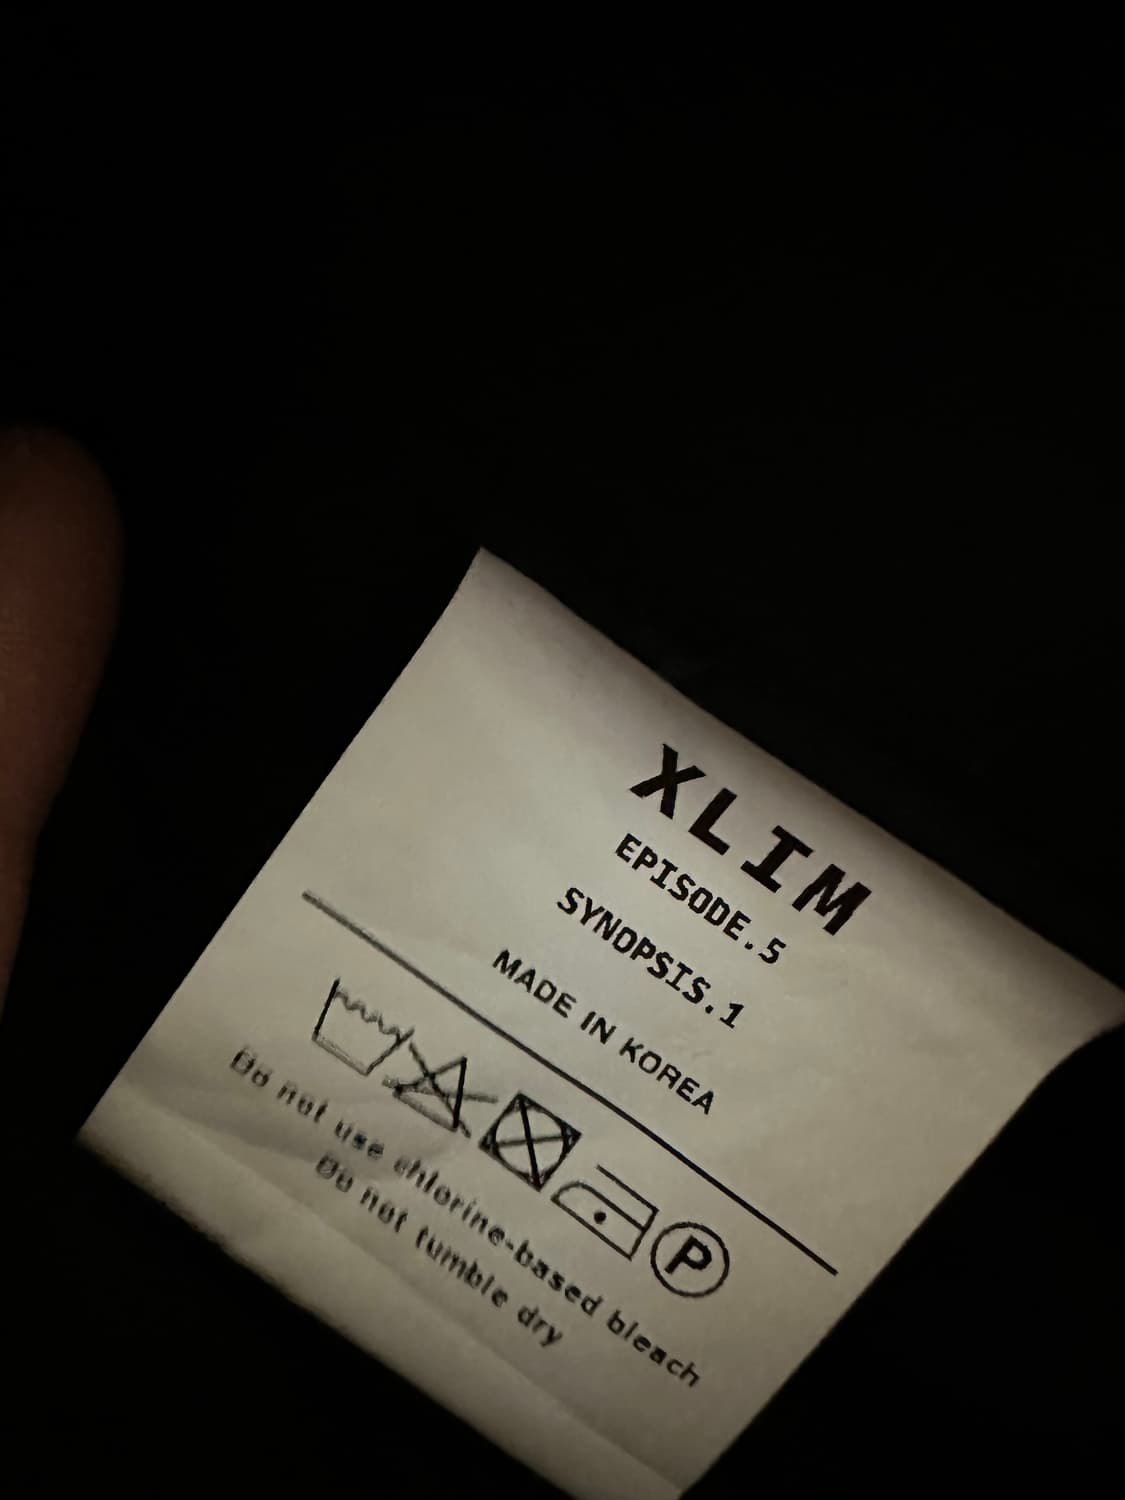 XLIM
EPISODE.5
SYNOPSIS.1
MADE IN KOREA
P
Do not use chlorine-based bleach
Do not tumble dry